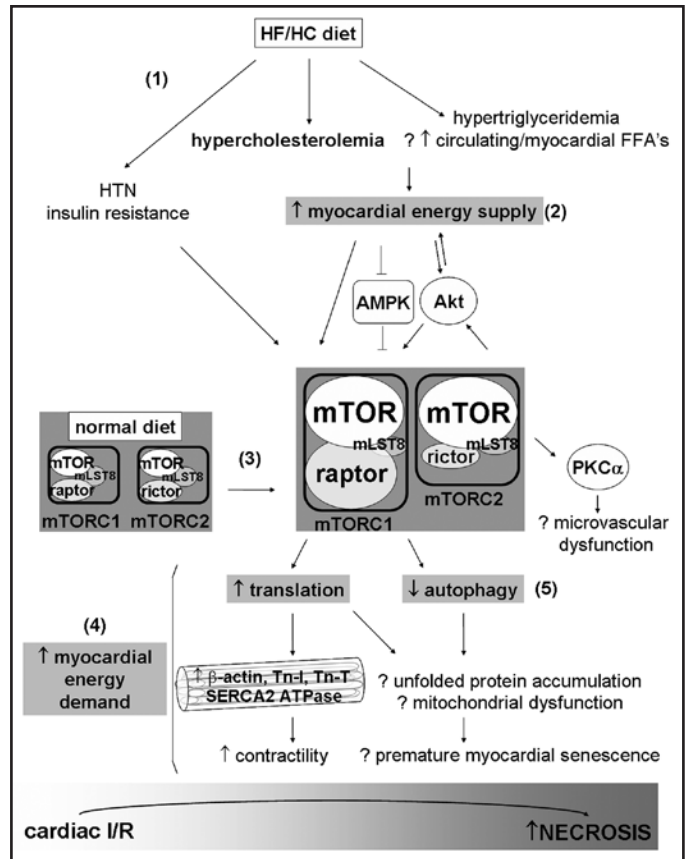 HF/HC diet
(1)
hypercholesterolemia
hypertriglyceridemia
? ↑ circulating/myocardial FFA's
HTN
insulin resistance
↑ myocardial energy supply
(2)
AMPK
Akt
normal diet
mTOR
mLST8
raptor
mTORC1
mTOR
mLST8
rictor
mTORC2
(3)
mTOR
mLST8
raptor
mTORC1
mTOR
mLST8
rictor
mTORC2
PKCα
? microvascular
dysfunction
↑ translation
↓ autophagy
(5)
(4)
↑ myocardial
energy
demand
↑ β-actin, Tn-I, Tn-T
SERCA2 ATPase
? unfolded protein accumulation
? mitochondrial dysfunction
↑ contractility
? premature myocardial senescence
cardiac I/R
↑NECROSIS